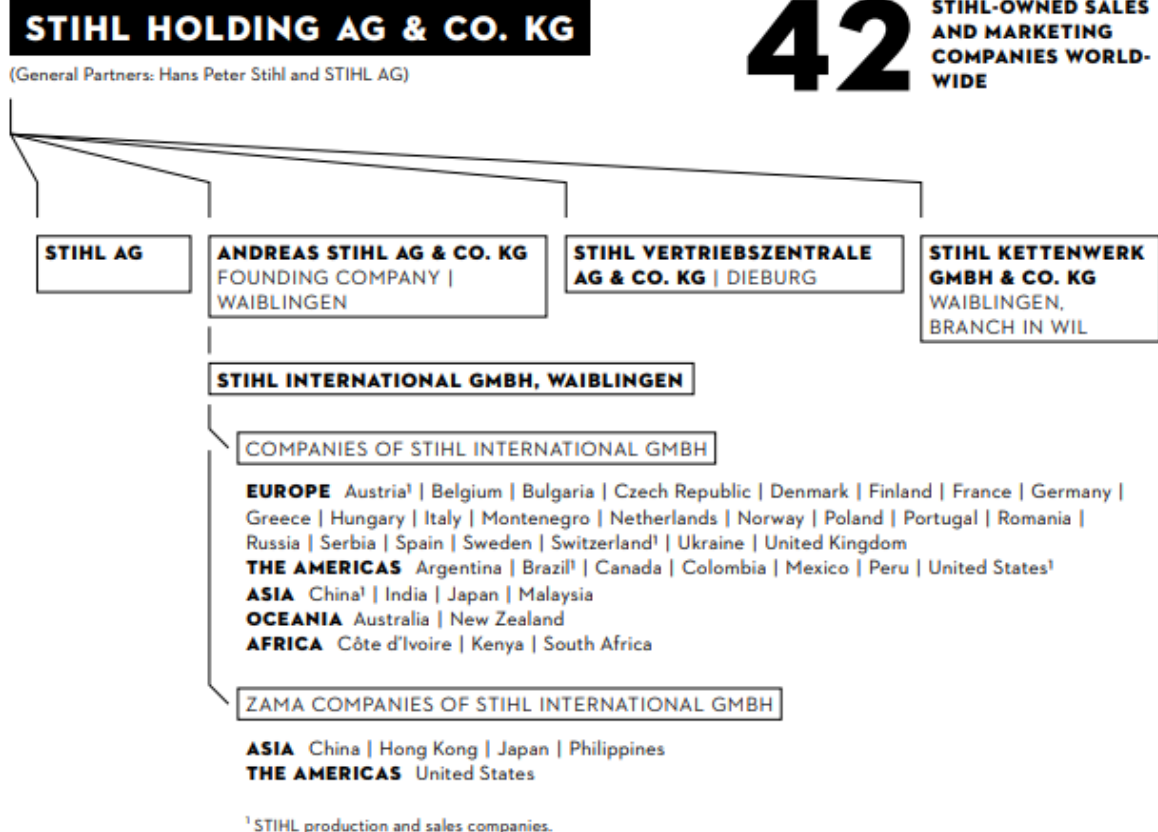 STIHL HOLDING AG & CO. KG
(General Partners: Hans Peter Stihl and STIHL AG)
42
STIHL-OWNED SALES
AND MARKETING
COMPANIES WORLD-
WIDE
STIHL AG
ANDREAS STIHL AG & CO. KG
FOUNDING COMPANY |
WAIBLINGEN
STIHL VERTRIEBSZENTRALE
AG & CO. KG | DIEBURG
STIHL KETTENWERK
GMBH & CO. KG
WAIBLINGEN,
BRANCH IN WIL
STIHL INTERNATIONAL GMBH, WAIBLINGEN
COMPANIES OF STIHL INTERNATIONAL GMBH
EUROPE Austria¹ | Belgium | Bulgaria | Czech Republic | Denmark | Finland | France | Germany |
Greece | Hungary | Italy | Montenegro | Netherlands | Norway | Poland | Portugal | Romania |
Russia | Serbia | Spain | Sweden | Switzerland¹ | Ukraine | United Kingdom
THE AMERICAS Argentina | Brazil¹ | Canada | Colombia | Mexico | Peru | United States¹
ASIA China¹ | India | Japan | Malaysia
OCEANIA Australia | New Zealand
AFRICA Côte d'Ivoire | Kenya | South Africa
ZAMA COMPANIES OF STIHL INTERNATIONAL GMBH
ASIA China | Hong Kong | Japan | Philippines
THE AMERICAS United States
¹ STIHL production and sales companies.